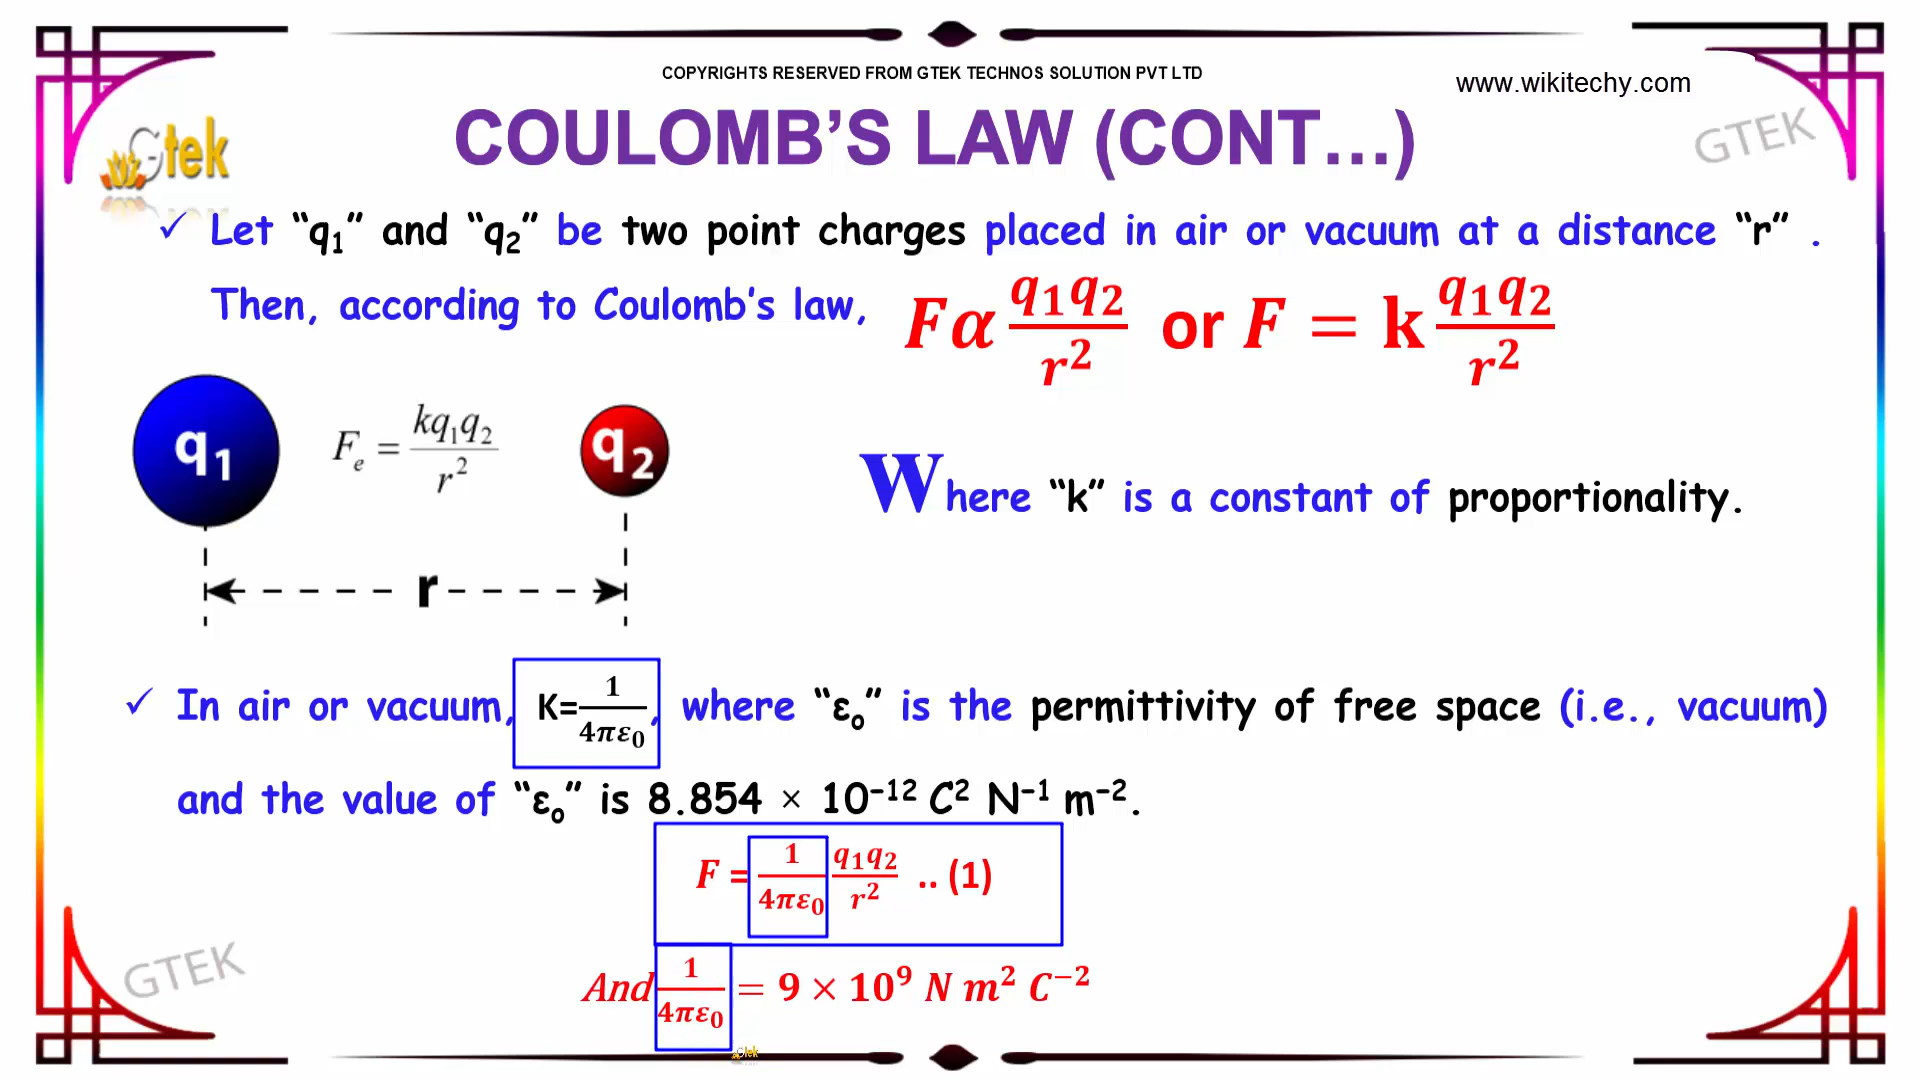 COPYRIGHTS RESERVED FROM GTEK TECHNOS SOLUTION PVT LTD
www.wikitechy.com
Gtek
COULOMB’S LAW (CONT...)
GTEK
✓ Let “q₁” and “q₂” be two point charges placed in air or vacuum at a distance “r” .
Then, according to Coulomb’s law, F α q₁q₂/r² or F = k q₁q₂/r²
q₁
Fₑ = kq₁q₂/r²
q₂
Where “k” is a constant of proportionality.
r
✓ In air or vacuum, K=1/4πε₀, where “εₒ” is the permittivity of free space (i.e., vacuum)
and the value of “εₒ” is 8.854 × 10⁻¹² C² N⁻¹ m⁻².
F = 1/4πε₀ q₁q₂/r² .. (1)
GTEK
And 1/4πε₀ = 9 × 10⁹ N m² C⁻²
Gtek